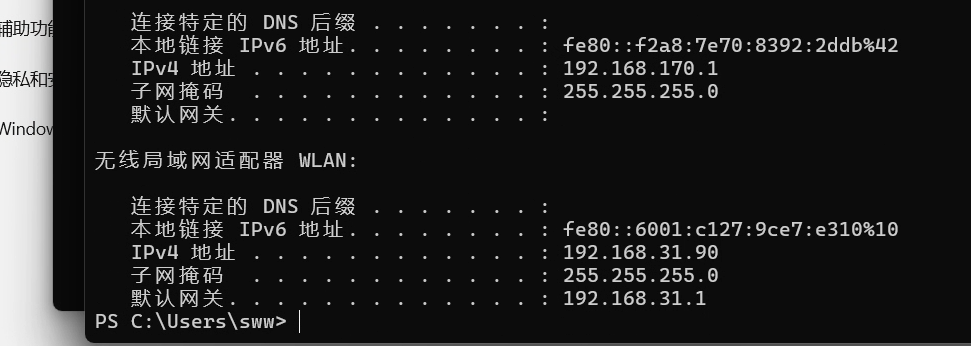 辅助功能
隐私和安
Window
连接特定的 DNS 后缀 . . . . . . . :
本地链接 IPv6 地址. . . . . . . . : fe80::f2a8:7e70:8392:2ddb%42
IPv4 地址 . . . . . . . . . . . . : 192.168.170.1
子网掩码  . . . . . . . . . . . . : 255.255.255.0
默认网关. . . . . . . . . . . . . :
无线局域网适配器 WLAN:
连接特定的 DNS 后缀 . . . . . . . :
本地链接 IPv6 地址. . . . . . . . : fe80::6001:c127:9ce7:e310%10
IPv4 地址 . . . . . . . . . . . . : 192.168.31.90
子网掩码  . . . . . . . . . . . . : 255.255.255.0
默认网关. . . . . . . . . . . . . : 192.168.31.1
PS C:\Users\sww>